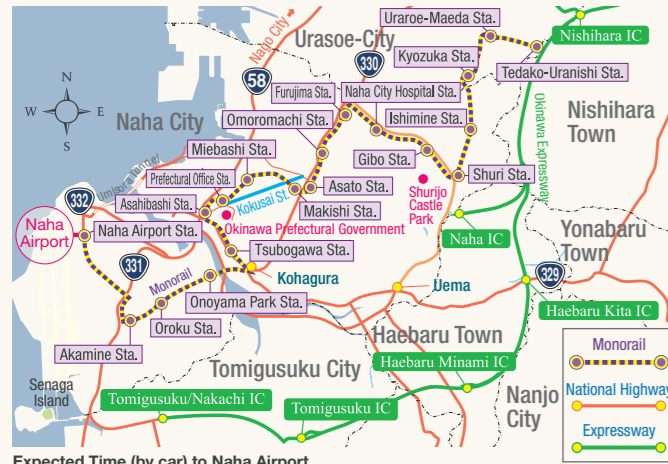 Uraroe-Maeda Sta.
Nishihara IC
Urasoe-City
Nago City
330
Kyozuka Sta.
58
Tedako-Uranishi Sta.
Furujima Sta.
Naha City Hospital Sta.
N
W E
S
Omoromachi Sta.
Ishimine Sta.
Okinawa Expressway
Nishihara
Town
Naha City
Miebashi Sta.
Gibo Sta.
Umisora Tunnel
Prefectural Office Sta.
Kokusai St.
Asato Sta.
Shuri Sta.
Shurijo
Castle
Park
332
Asahibashi Sta.
Makishi Sta.
Naha
Airport
Naha Airport Sta.
Okinawa Prefectural Government
Naha IC
Yonabaru
Town
331
Tsubogawa Sta.
329
Monorail
Kohagura
Uema
Onoyama Park Sta.
Haebaru Kita IC
Oroku Sta.
Haebaru Town
Akamine Sta.
Tomigusuku City
Haebaru Minami IC
Monorail
Senaga
Island
Tomigusuku/Nakachi IC
Nanjo
City
National Highway
Tomigusuku IC
Expressway
Expected Time (by car) to Naha Airport